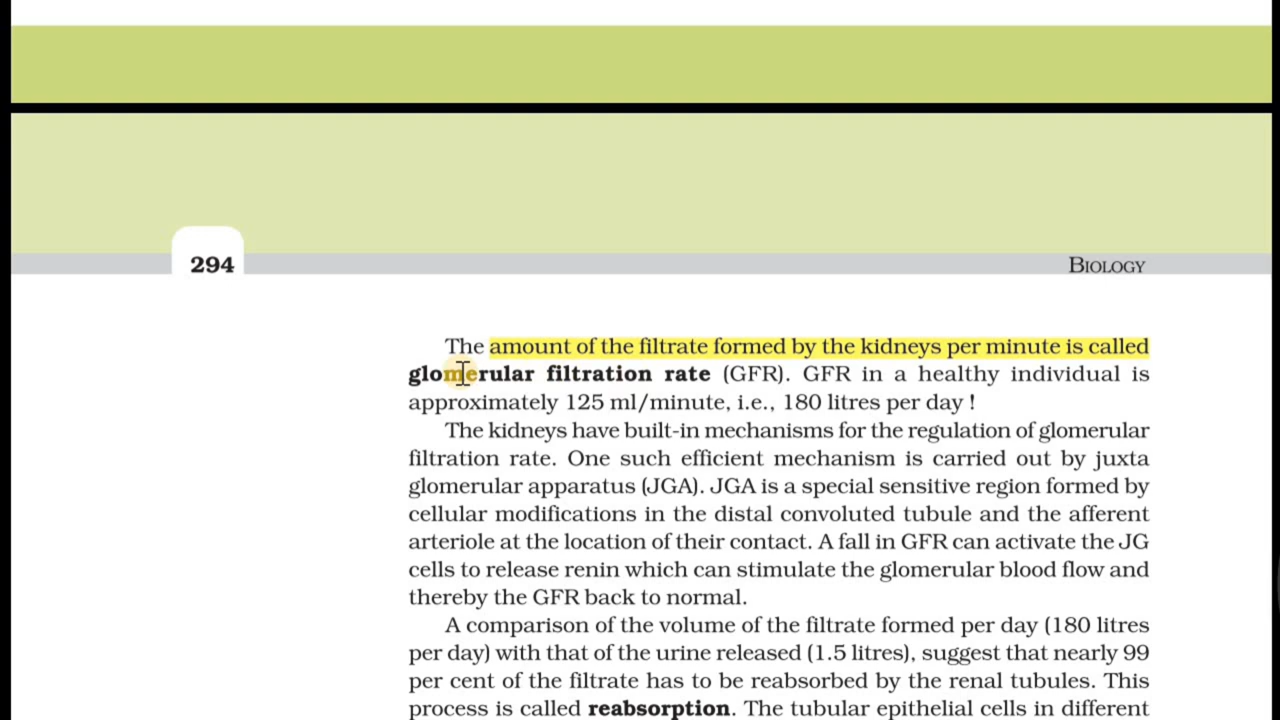 294
BIOLOGY
The amount of the filtrate formed by the kidneys per minute is called
glomerular filtration rate (GFR). GFR in a healthy individual is
approximately 125 ml/minute, i.e., 180 litres per day !
The kidneys have built-in mechanisms for the regulation of glomerular
filtration rate. One such efficient mechanism is carried out by juxta
glomerular apparatus (JGA). JGA is a special sensitive region formed by
cellular modifications in the distal convoluted tubule and the afferent
arteriole at the location of their contact. A fall in GFR can activate the JG
cells to release renin which can stimulate the glomerular blood flow and
thereby the GFR back to normal.
A comparison of the volume of the filtrate formed per day (180 litres
per day) with that of the urine released (1.5 litres), suggest that nearly 99
per cent of the filtrate has to be reabsorbed by the renal tubules. This
process is called reabsorption. The tubular epithelial cells in different